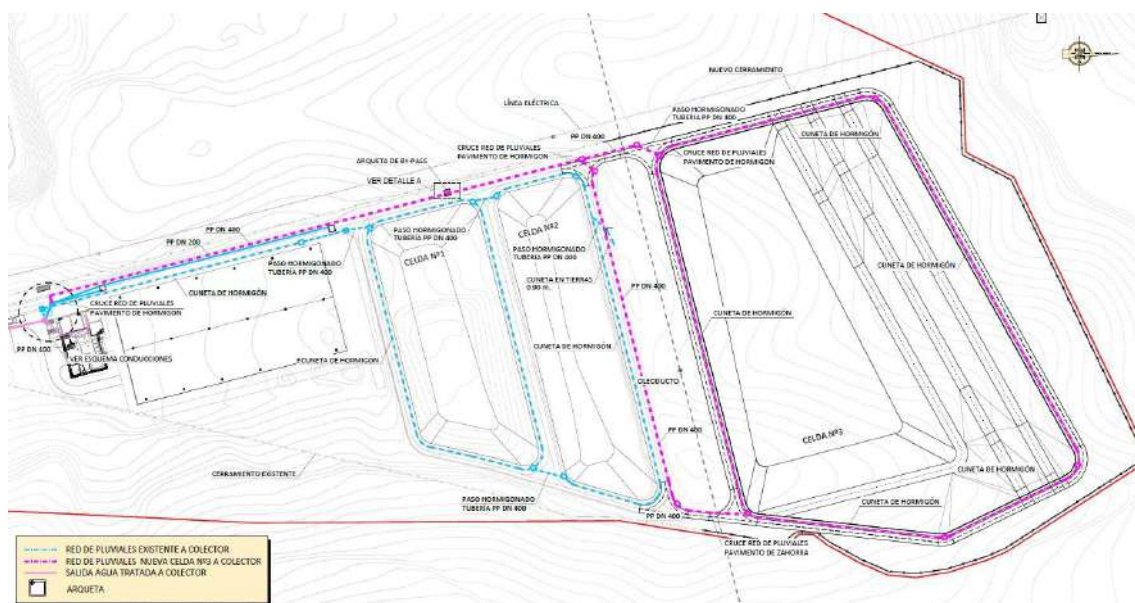 NUEVO CERRAMIENTO
LÍNEA ELÉCTRICA
PASO HORMIGONADO
TUBERÍA PP DN 400
PP DN 400
CUNETA DE HORMIGÓN
CRUCE RED DE PLUVIALES
PAVIMENTO DE HORMIGON
CRUCE RED DE PLUVIALES
PAVIMENTO DE HORMIGON
ARQUETA DE BY-PASS
VER DETALLE A
PP DN 400
PP DN 200
PASO HORMIGONADO
TUBERÍA PP DN 400
CELDA Nº2
CELDA Nº1
PASO HORMIGONADO
TUBERÍA PP DN 400
PASO HORMIGONADO
TUBERÍA PP DN 400
CUNETA EN TIERRAS
0.90 m.
PP DN 400
CUNETA DE HORMIGÓN
CUNETA DE HORMIGÓN
CRUCE RED DE PLUVIALES
PAVIMENTO DE HORMIGON
CUNETA DE HORMIGÓN
PP DN 400
VER ESQUEMA CONDUCCIONES
CUNETA DE HORMIGON
CUNETA DE HORMIGÓN
OLEODUCTO
PP DN 400
CELDA Nº3
CERRAMIENTO EXISTENTE
CUNETA DE HORMIGÓN
CUNETA DE HORMIGÓN
PASO HORMIGONADO
TUBERÍA PP DN 400
PP DN 400
CRUCE RED DE PLUVIALES
PAVIMENTO DE ZAHORRA
RED DE PLUVIALES EXISTENTE A COLECTOR
RED DE PLUVIALES NUEVA CELDA Nº3 A COLECTOR
SALIDA AGUA TRATADA A COLECTOR
ARQUETA